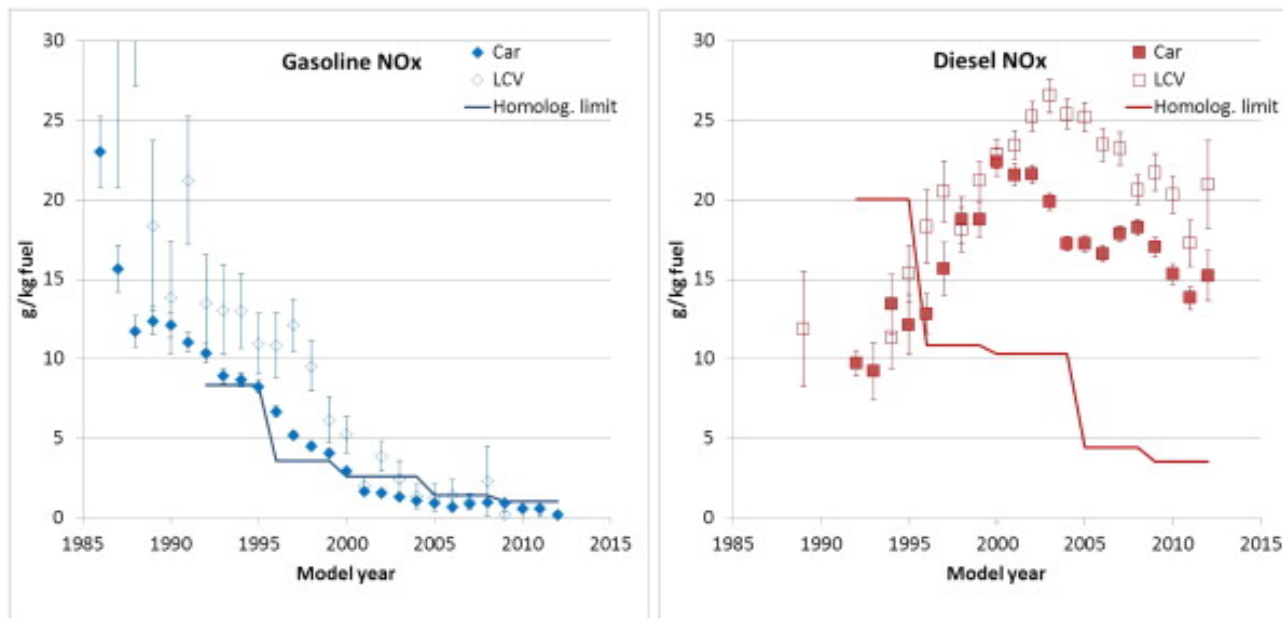 Gasoline NOx
Car
LCV
Homolog. limit
g/kg fuel
30
25
20
15
10
5
0
1985
1990
1995
2000
2005
2010
2015
Model year
Diesel NOx
Car
LCV
Homolog. limit
g/kg fuel
30
25
20
15
10
5
0
1985
1990
1995
2000
2005
2010
2015
Model year